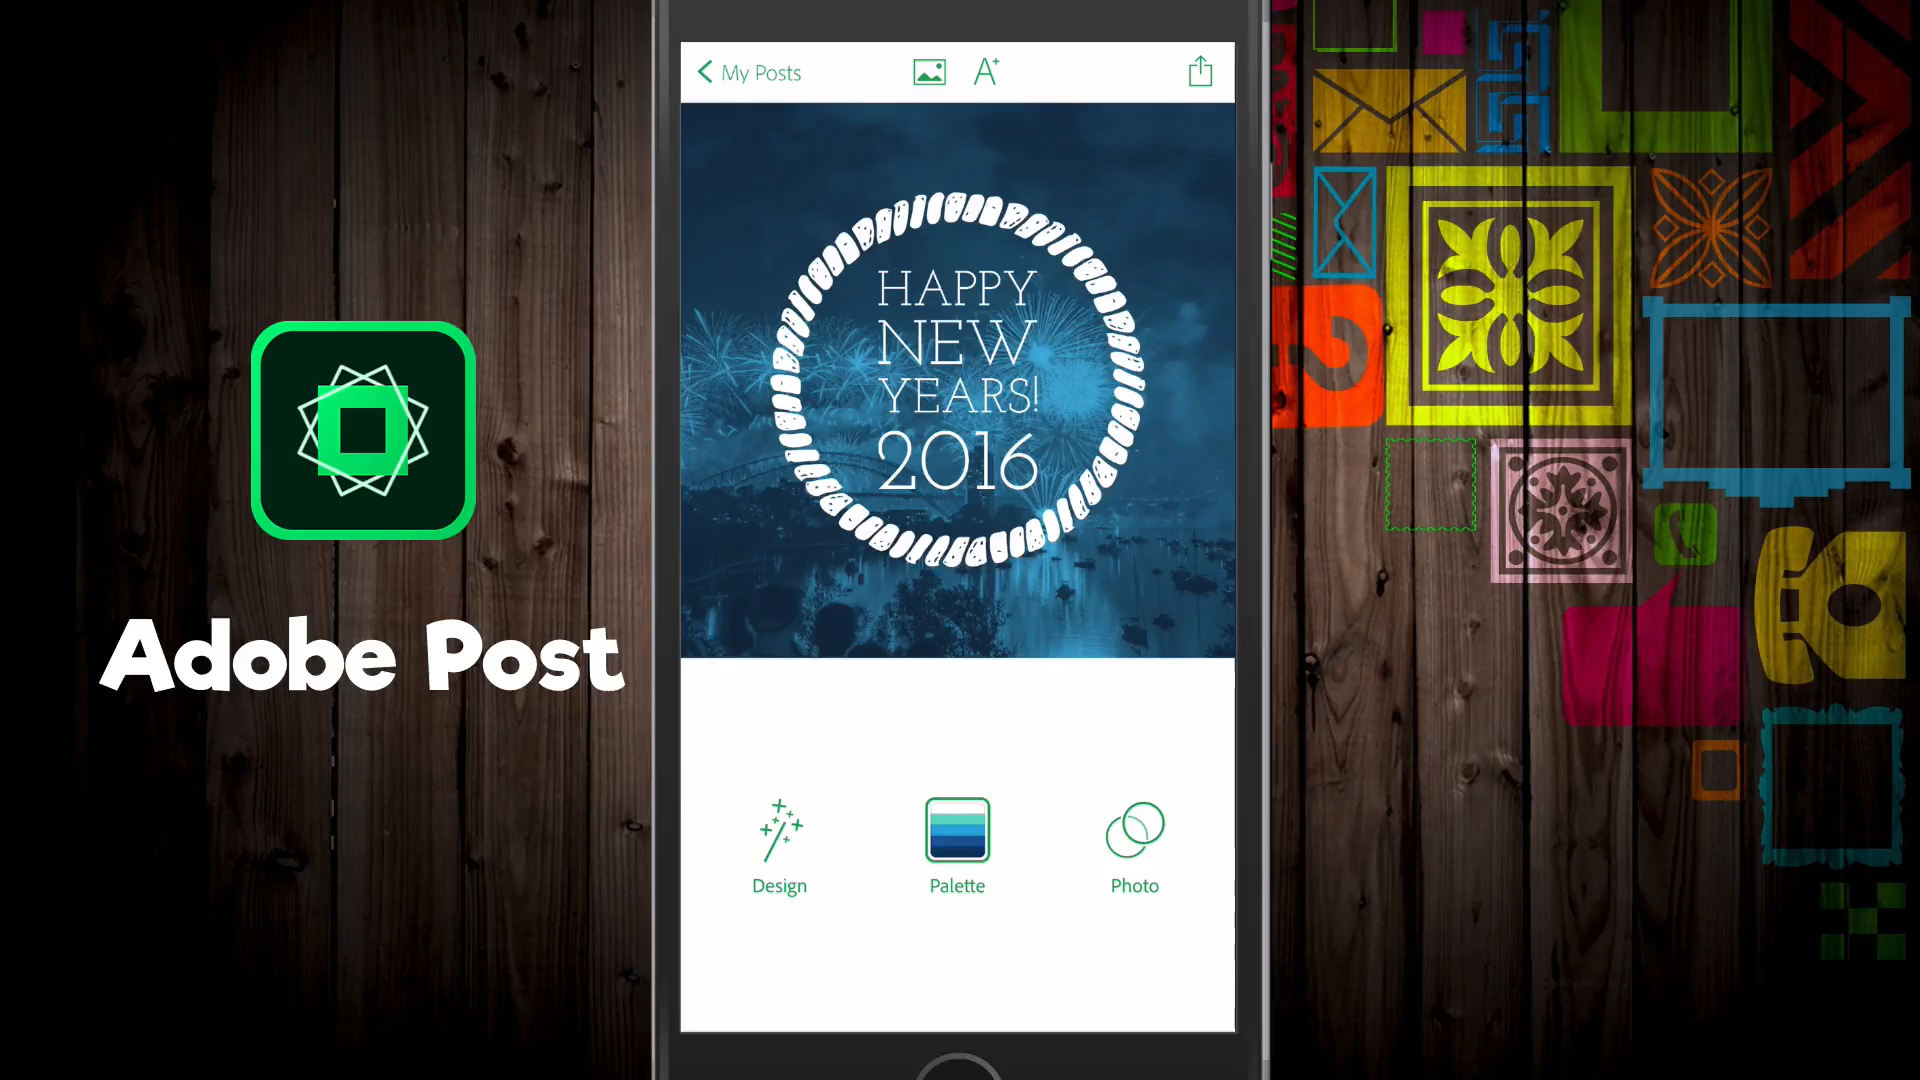 My Posts
A+
HAPPY
NEW
YEARS!
2016
Adobe Post
Design
Palette
Photo